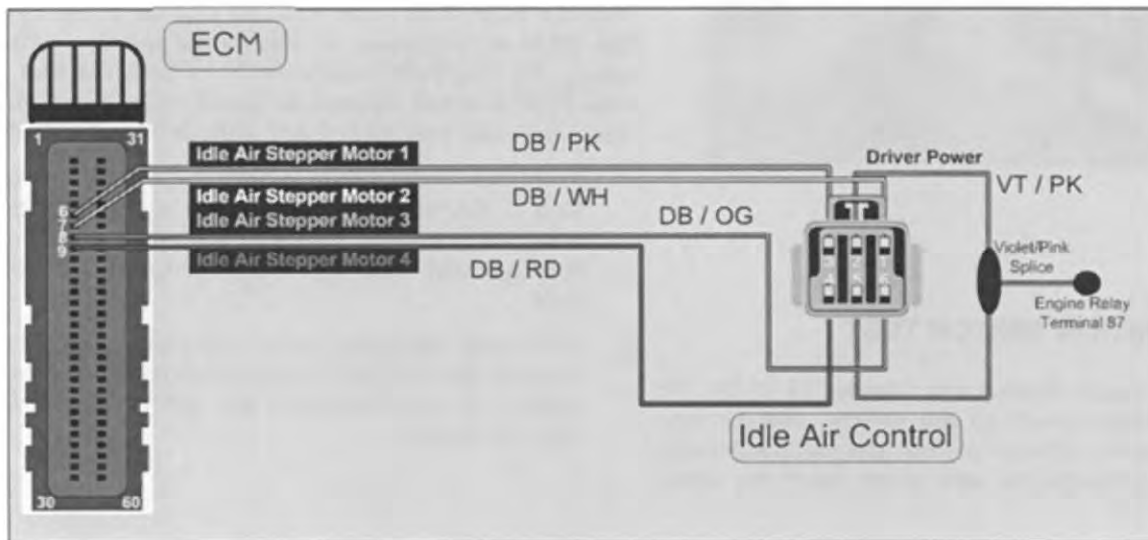 ECM
1 31
Idle Air Stepper Motor 1
DB / PK
Driver Power
VT / PK
6
7
8
9
Idle Air Stepper Motor 2
DB / WH
Idle Air Stepper Motor 3
DB / OG
Idle Air Stepper Motor 4
DB / RD
Violet/Pink
Splice
Engine Relay
Terminal 87
Idle Air Control
30 60